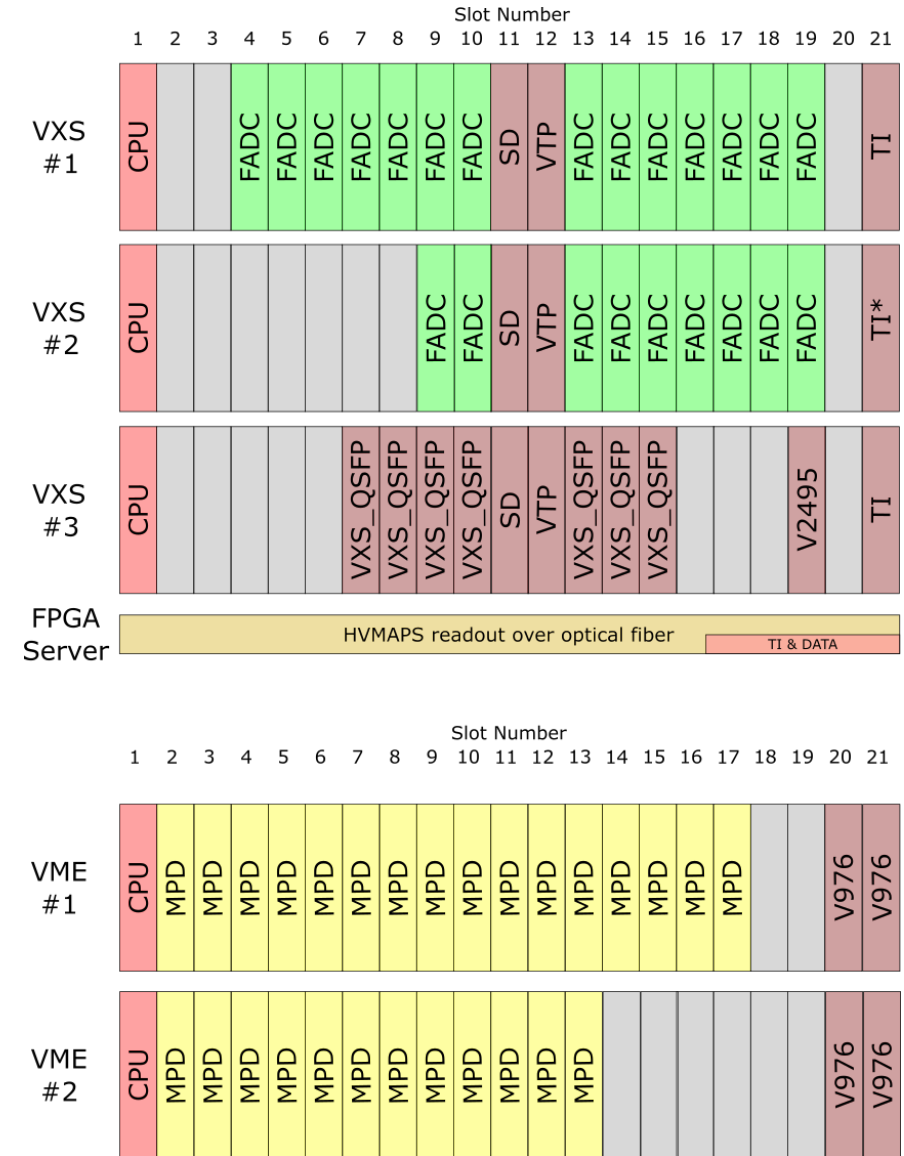 Slot Number
1 2 3 4 5 6 7 8 9 10 11 12 13 14 15 16 17 18 19 20 21
VXS
#1
CPU FADC FADC FADC FADC FADC FADC FADC SD VTP FADC FADC FADC FADC FADC FADC FADC TI
VXS
#2
CPU FADC FADC SD VTP FADC FADC FADC FADC FADC FADC FADC TI*
VXS
#3
CPU VXS_QSFP VXS_QSFP VXS_QSFP VXS_QSFP SD VTP VXS_QSFP VXS_QSFP VXS_QSFP V2495 TI
FPGA
Server
HVMAPS readout over optical fiber
TI & DATA
Slot Number
1 2 3 4 5 6 7 8 9 10 11 12 13 14 15 16 17 18 19 20 21
VME
#1
CPU MPD MPD MPD MPD MPD MPD MPD MPD MPD MPD MPD MPD MPD MPD MPD MPD V976 V976
VME
#2
CPU MPD MPD MPD MPD MPD MPD MPD MPD MPD MPD MPD MPD V976 V976